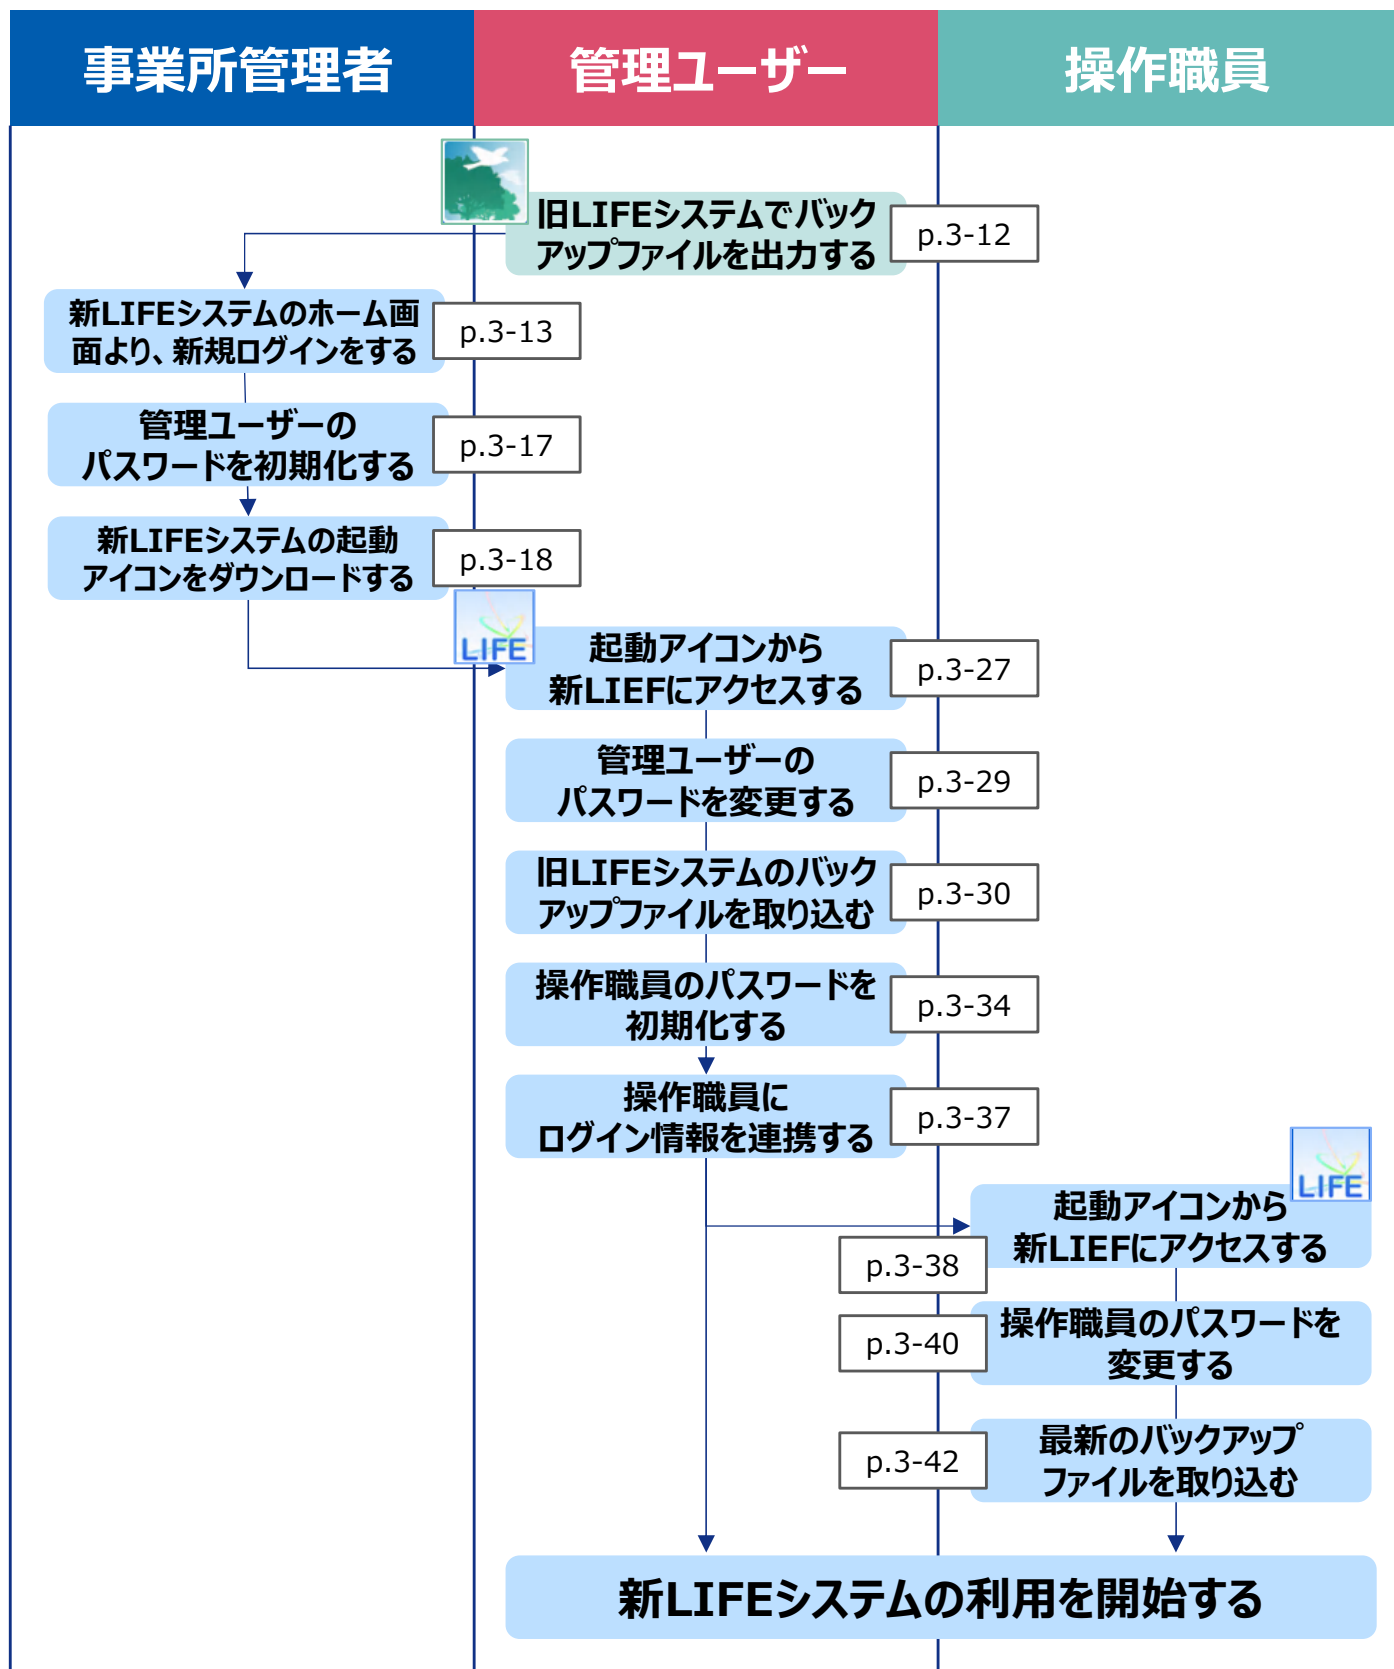 事業所管理者
管理ユーザー
操作職員
旧LIFEシステムでバック
アップファイルを出力する
p.3-12
新LIFEシステムのホーム画
面より、新規ログインをする
p.3-13
管理ユーザーの
パスワードを初期化する
p.3-17
新LIFEシステムの起動
アイコンをダウンロードする
p.3-18
LIFE
起動アイコンから
新LIEFにアクセスする
p.3-27
管理ユーザーの
パスワードを変更する
p.3-29
旧LIFEシステムのバック
アップファイルを取り込む
p.3-30
操作職員のパスワードを
初期化する
p.3-34
操作職員に
ログイン情報を連携する
p.3-37
LIFE
起動アイコンから
新LIEFにアクセスする
p.3-38
操作職員のパスワードを
変更する
p.3-40
最新のバックアップ
ファイルを取り込む
p.3-42
新LIFEシステムの利用を開始する